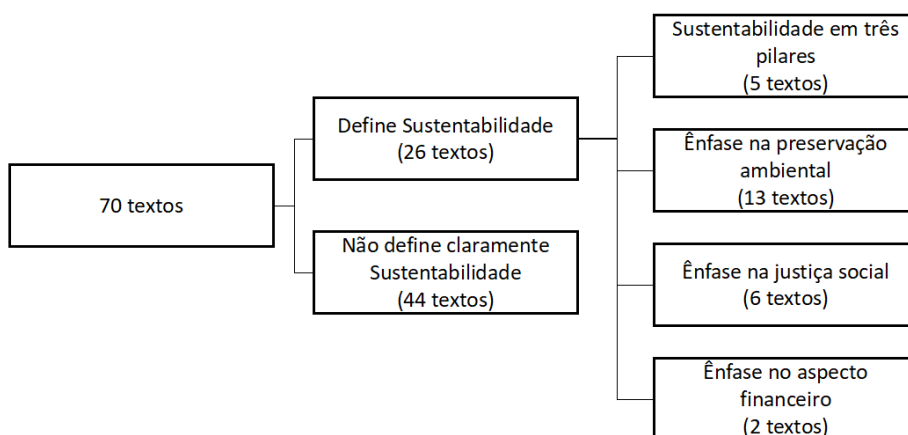 70 textos
Define Sustentabilidade
(26 textos)
Não define claramente
Sustentabilidade
(44 textos)
Sustentabilidade em três
pilares
(5 textos)
Ênfase na preservação
ambiental
(13 textos)
Ênfase na justiça social
(6 textos)
Ênfase no aspecto
financeiro
(2 textos)